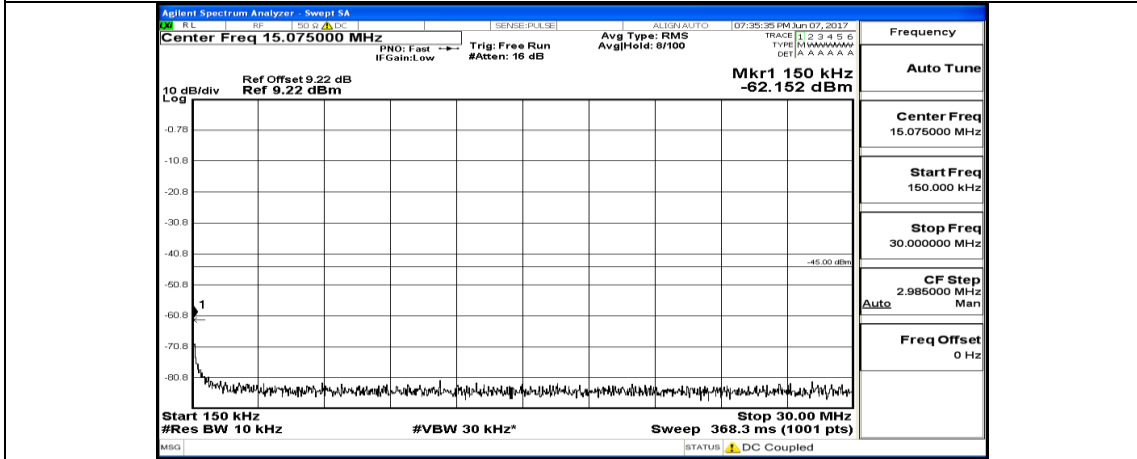 Agilent Spectrum Analyzer - Swept SA
RL RF 50 Ω DC SENSE:PULSE ALIGN AUTO 07:35:35 PM Jun 07, 2017
Center Freq 15.075000 MHz
PNO: Fast
IFGain:Low
Trig: Free Run
#Atten: 16 dB
Avg Type: RMS
Avg|Hold: 8/100
TRACE 1 2 3 4 5 6
TYPE M
DET A A A A A A
Ref Offset 9.22 dB
Ref 9.22 dBm
10 dB/div
Log
Mkr1 150 kHz
-62.152 dBm
-0.78
-10.8
-20.8
-30.8
-40.8
-45.00 dBm
-50.8
1
-60.8
-70.8
-80.8
Start 150 kHz
Stop 30.00 MHz
#Res BW 10 kHz
#VBW 30 kHz*
Sweep 368.3 ms (1001 pts)
MSG
STATUS DC Coupled
Frequency
Auto Tune
Center Freq
15.075000 MHz
Start Freq
150.000 kHz
Stop Freq
30.000000 MHz
CF Step
2.985000 MHz
Auto Man
Freq Offset
0 Hz